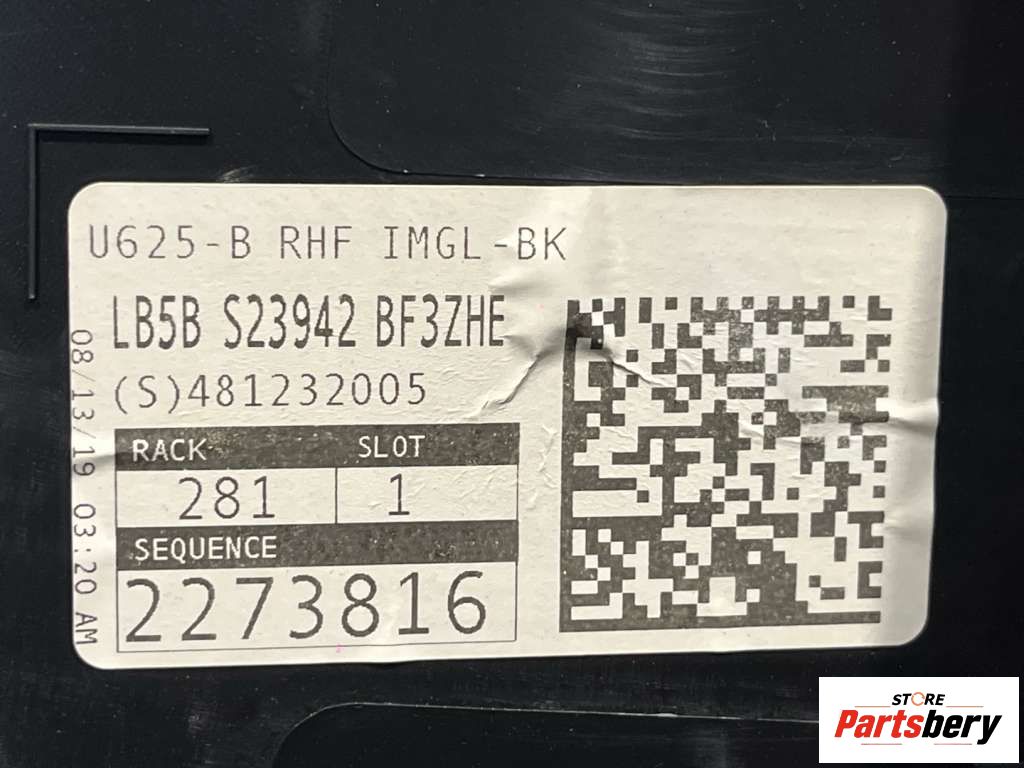 U625-B RHF IMGL-BK
LB5B S23942 BF3ZHE
(S)481232005
RACK SLOT
281 1
SEQUENCE
2273816
08/13/19 03:20 AM
STORE
Partsbery